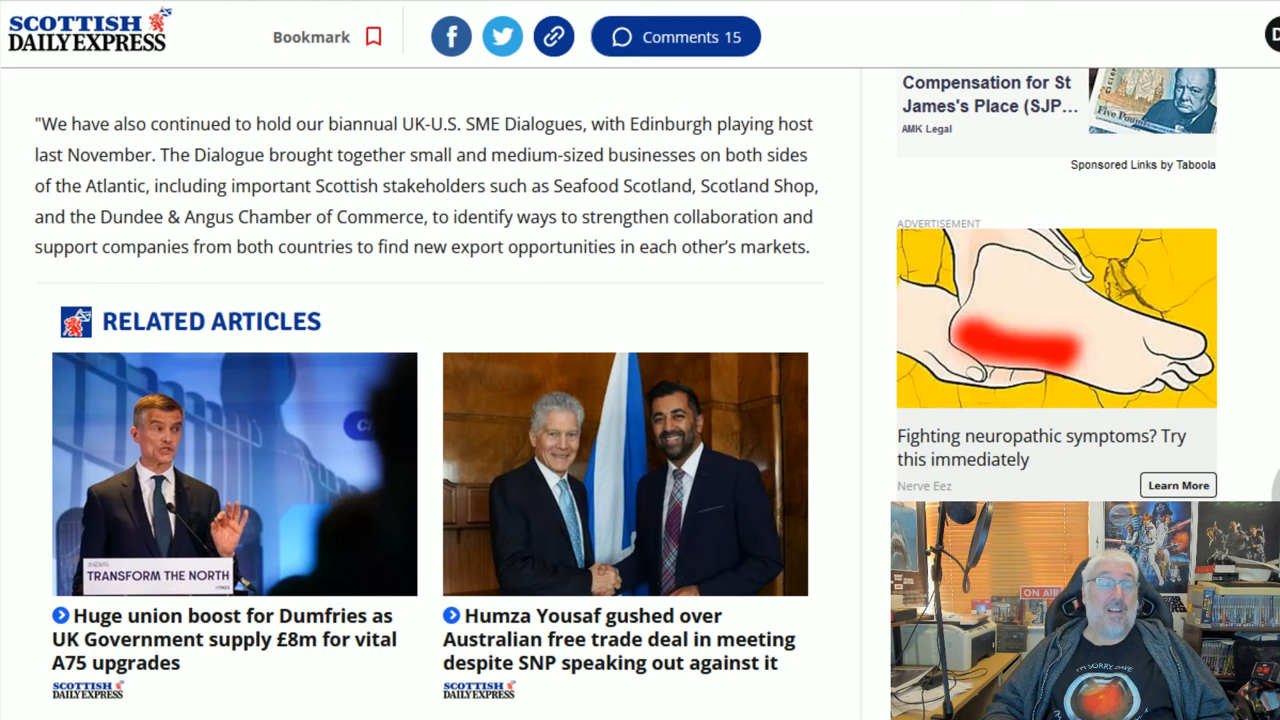 SCOTTISH
DAILY EXPRESS
Bookmark
Comments 15
D
Compensation for St
James's Place (SJP...
AMK Legal
Five Pound
Sponsored Links by Taboola
"We have also continued to hold our biannual UK-U.S. SME Dialogues, with Edinburgh playing host
last November. The Dialogue brought together small and medium-sized businesses on both sides
of the Atlantic, including important Scottish stakeholders such as Seafood Scotland, Scotland Shop,
and the Dundee & Angus Chamber of Commerce, to identify ways to strengthen collaboration and
support companies from both countries to find new export opportunities in each other’s markets.
ADVERTISEMENT
Fighting neuropathic symptoms? Try
this immediately
Nerve Eez
Learn More
RELATED ARTICLES
TRANSFORM THE NORTH
Huge union boost for Dumfries as
UK Government supply £8m for vital
A75 upgrades
SCOTTISH
DAILY EXPRESS
Humza Yousaf gushed over
Australian free trade deal in meeting
despite SNP speaking out against it
SCOTTISH
DAILY EXPRESS
ON AIR
I'M SORRY DAVE